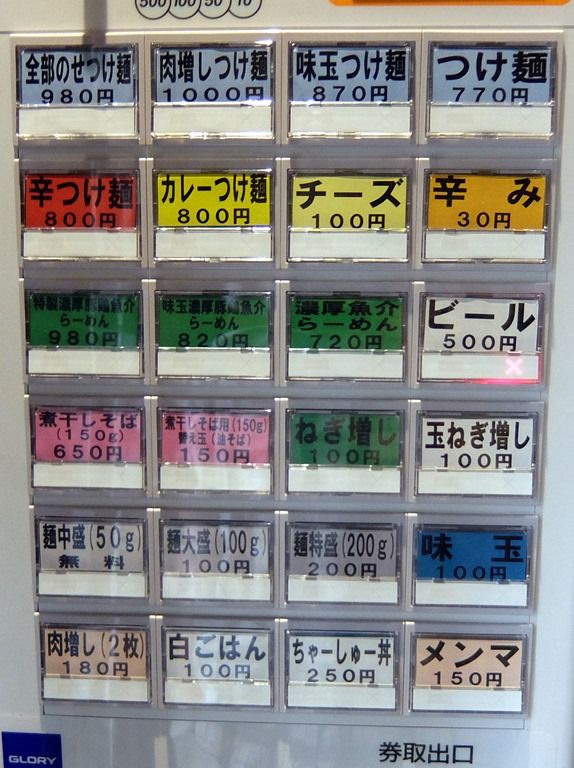 500 100 50 10
全部のせつけ麺
980円
肉増しつけ麺
1000円
味玉つけ麺
870円
つけ麺
770円
辛つけ麺
800円
カレーつけ麺
800円
チーズ
100円
辛み
30円
特製濃厚豚鶏魚介
らーめん
980円
味玉濃厚豚鶏魚介
らーめん
820円
濃厚魚介
らーめん
720円
ビール
500円
×
煮干しそば
(150g)
650円
煮干しそば用(150g)
替え玉(油そば)
150円
ねぎ増し
100円
玉ねぎ増し
100円
麺中盛(50g)
無料
麺大盛(100g)
100円
麺特盛(200g)
200円
味玉
100円
肉増し(2枚)
180円
白ごはん
100円
ちゃーしゅー丼
250円
メンマ
150円
GLORY
券取出口